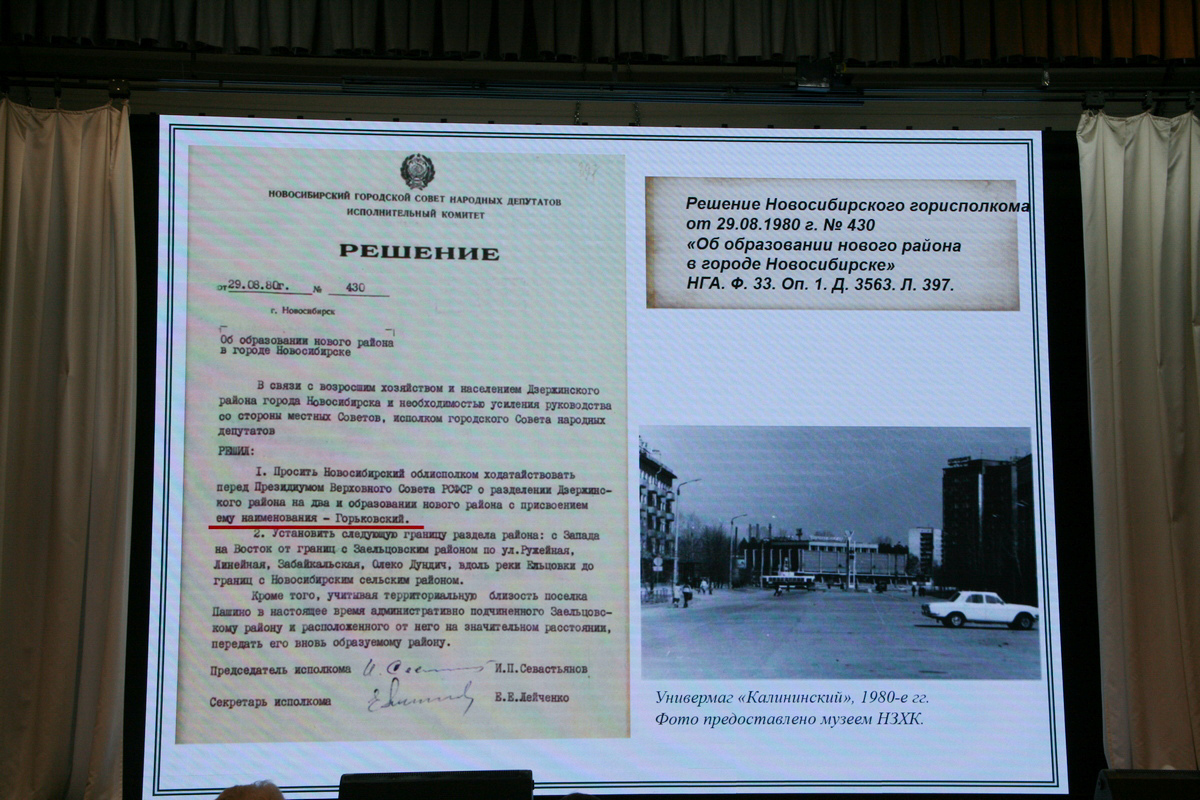 НОВОСИБИРСКИЙ ГОРОДСКОЙ СОВЕТ НАРОДНЫХ ДЕПУТАТОВ
ИСПОЛНИТЕЛЬНЫЙ КОМИТЕТ
РЕШЕНИЕ
от 29.08.80г. № 430
г. Новосибирск
Об образовании нового района
в городе Новосибирске
В связи с возросшим хозяйством и населением Дзержинского
района города Новосибирска и необходимостью усиления руководства
со стороны местных Советов, исполком городского Совета народных
депутатов
РЕШИЛ:
I. Просить Новосибирский облисполком ходатайствовать
перед Президиумом Верховного Совета РСФСР о разделении Дзержинс-
кого района на два и образовании нового района с присвоением
ему наименования – Горьковский.
2. Установить следующую границу раздела района: с Запада
на Восток от границ с Заельцовским районом по ул.Ружейная,
Линейная, Забайкальская, Олеко Дундич, вдоль реки Ельцовки до
границ с Новосибирским сельским районом.
Кроме того, учитывая территориальную близость поселка
Пашино в настоящее время административно подчиненного Заельцовс-
кому району и расположенного от него на значительном расстоянии,
передать его вновь образуемому району.
Председатель исполкома И.П.Севастьянов
Секретарь исполкома Е.Е.Лейченко
Решение Новосибирского горисполкома
от 29.08.1980 г. № 430
«Об образовании нового района
в городе Новосибирске»
НГА. Ф. 33. Оп. 1. Д. 3563. Л. 397.
Универмаг «Калининский», 1980-е гг.
Фото предоставлено музеем НЗХК.